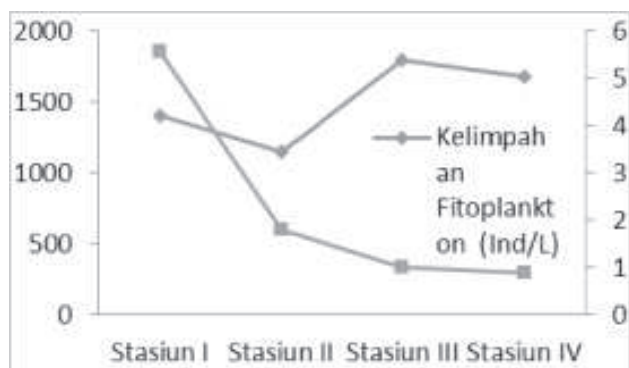 2000
1500
1000
500
0
6
5
4
3
2
1
0
Kelimpah
an
Fitoplankt
on (Ind/L)
Stasiun I Stasiun II Stasiun III Stasiun IV